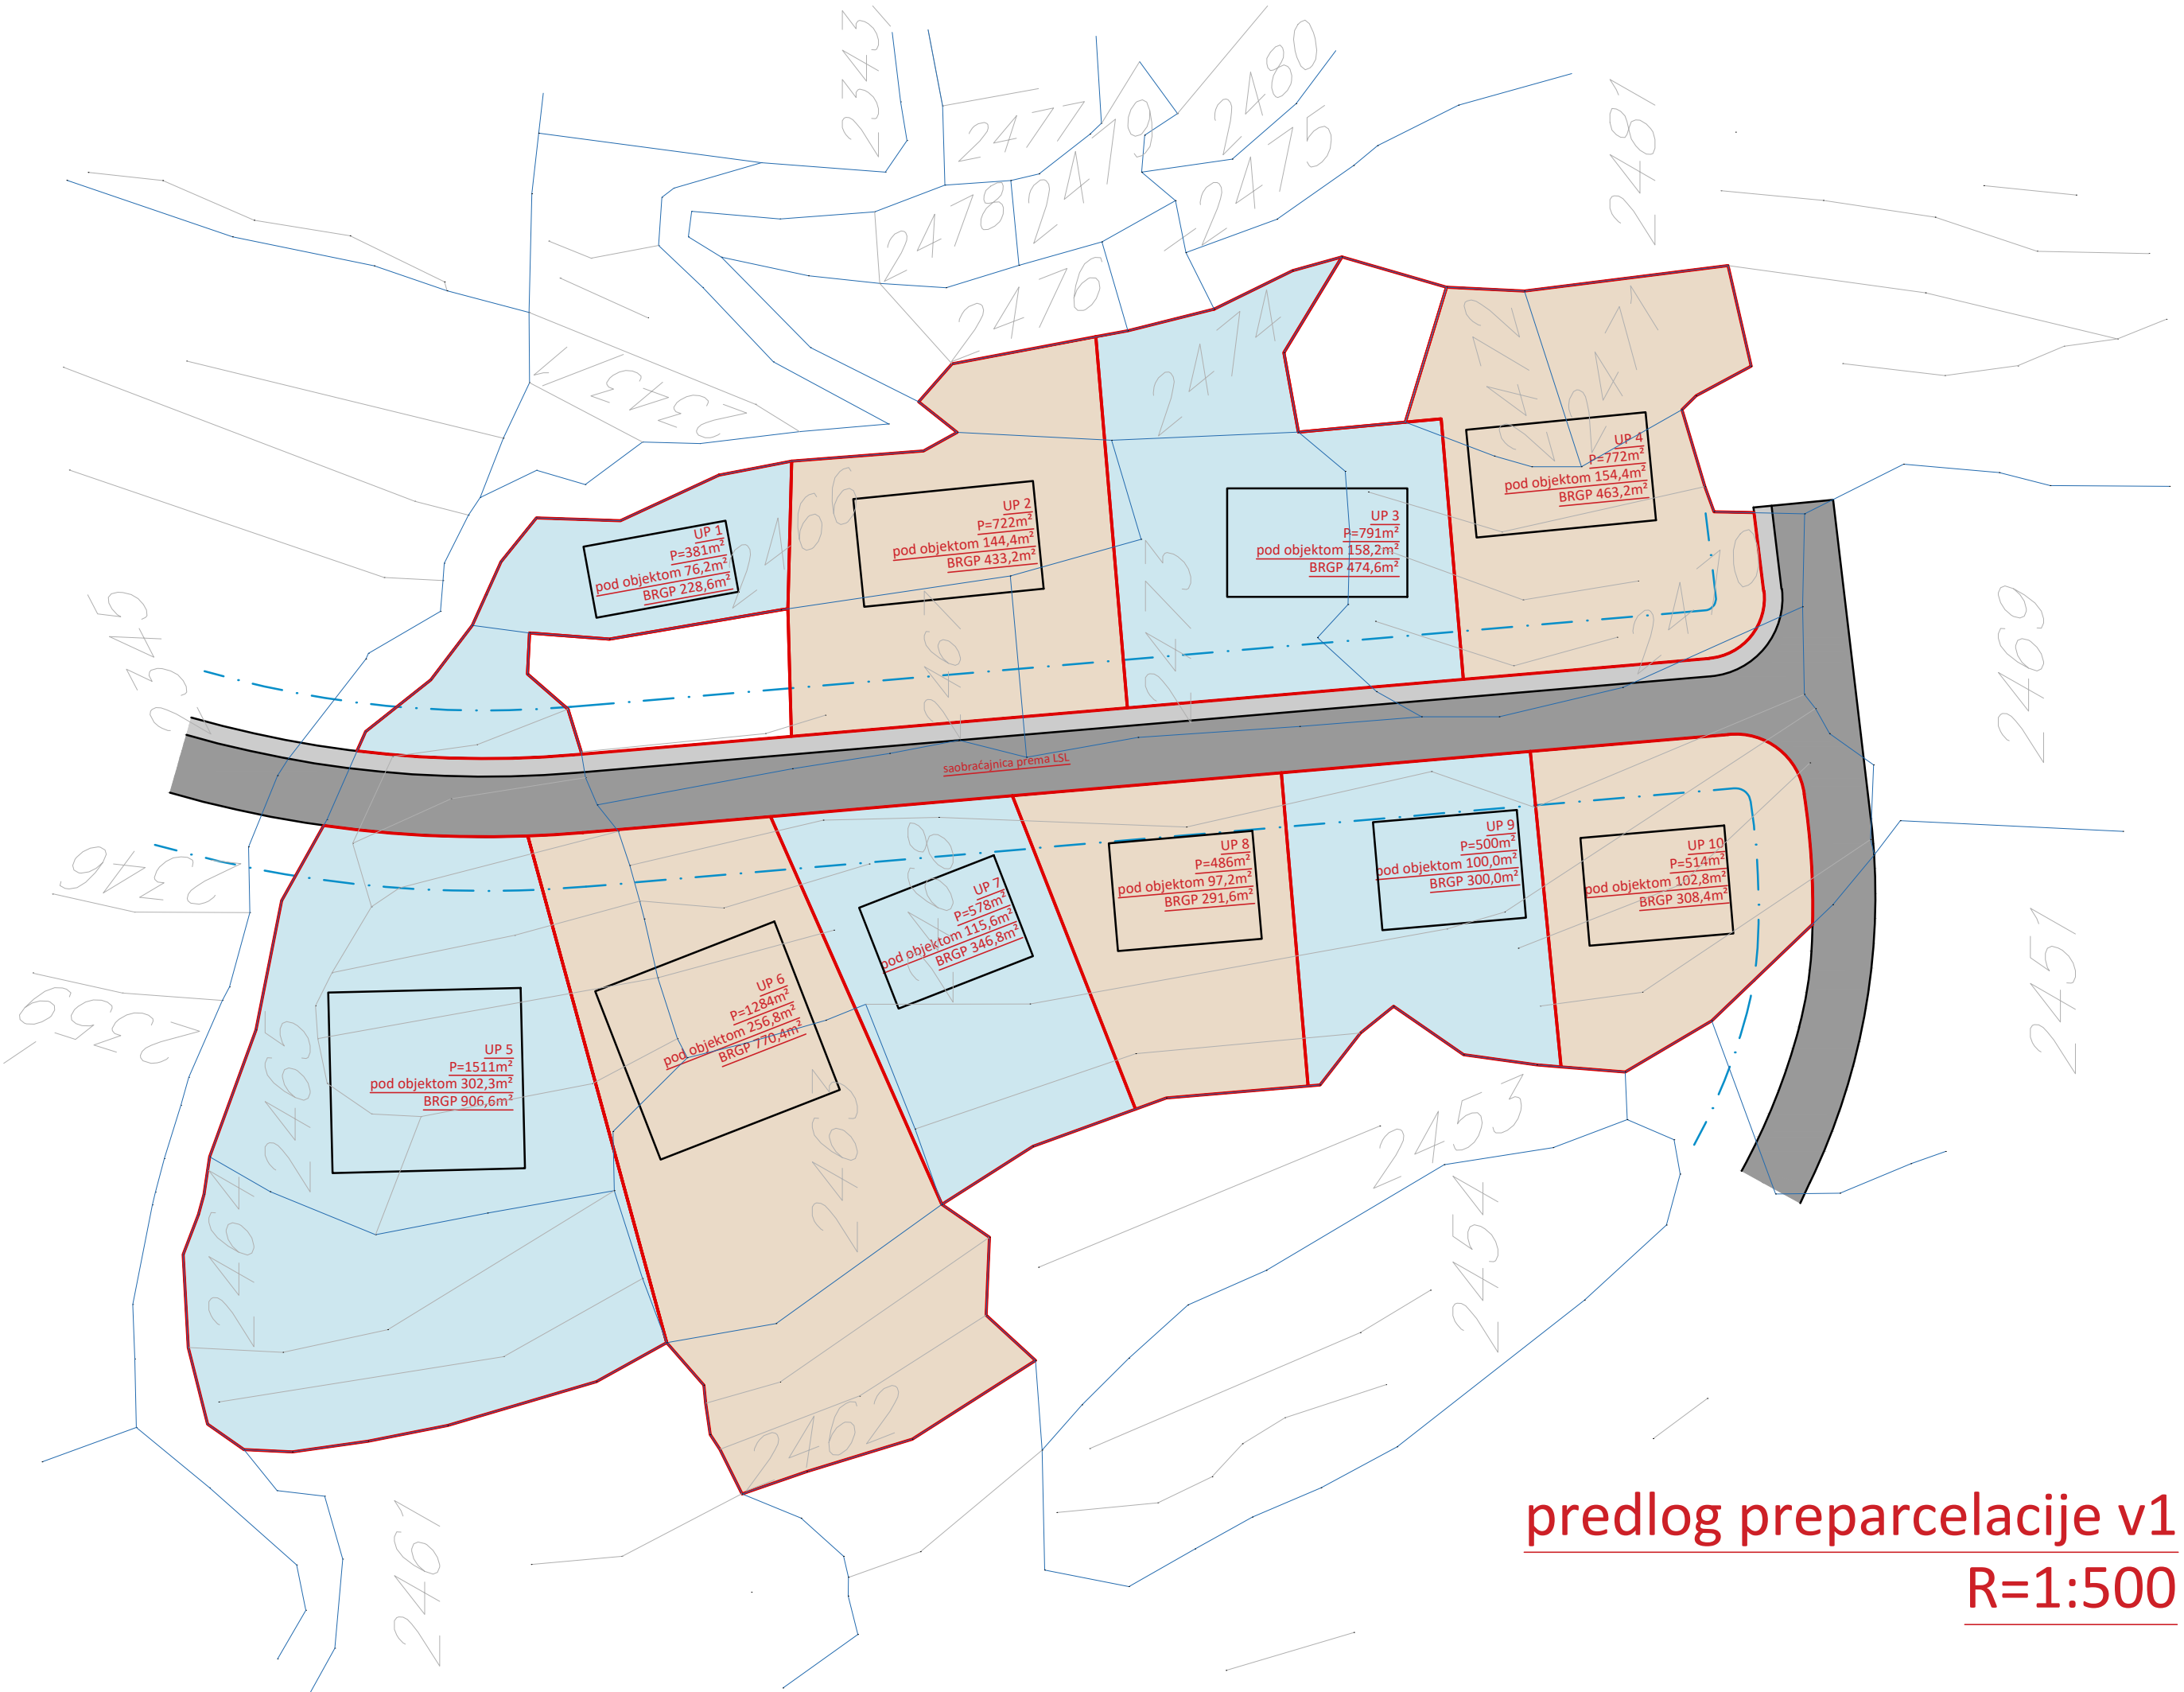 2343
2477
2479
2480
2475
2481
2478
2476
2474
2472
2471
2337/1
2466
UP 1
P=381m²
pod objektom 76,2m²
BRGP 228,6m²
UP 2
P=722m²
pod objektom 144,4m²
BRGP 433,2m²
UP 3
P=791m²
pod objektom 158,2m²
BRGP 474,6m²
UP 4
P=772m²
pod objektom 154,4m²
BRGP 463,2m²
2345
2467
2473
2470
2469
saobraćajnica prema LSL
2346
2359
2465
2464
UP 5
P=1511m²
pod objektom 302,3m²
BRGP 906,6m²
UP 6
P=1284m²
pod objektom 256,8m²
BRGP 770,4m²
UP 7
P=578m²
pod objektom 115,6m²
BRGP 346,8m²
2468
UP 8
P=486m²
pod objektom 97,2m²
BRGP 291,6m²
UP 9
P=500m²
pod objektom 100,0m²
BRGP 300,0m²
UP 10
P=514m²
pod objektom 102,8m²
BRGP 308,4m²
2451
2463
2453
2454
2462
2461
predlog preparcelacije v1
R=1:500